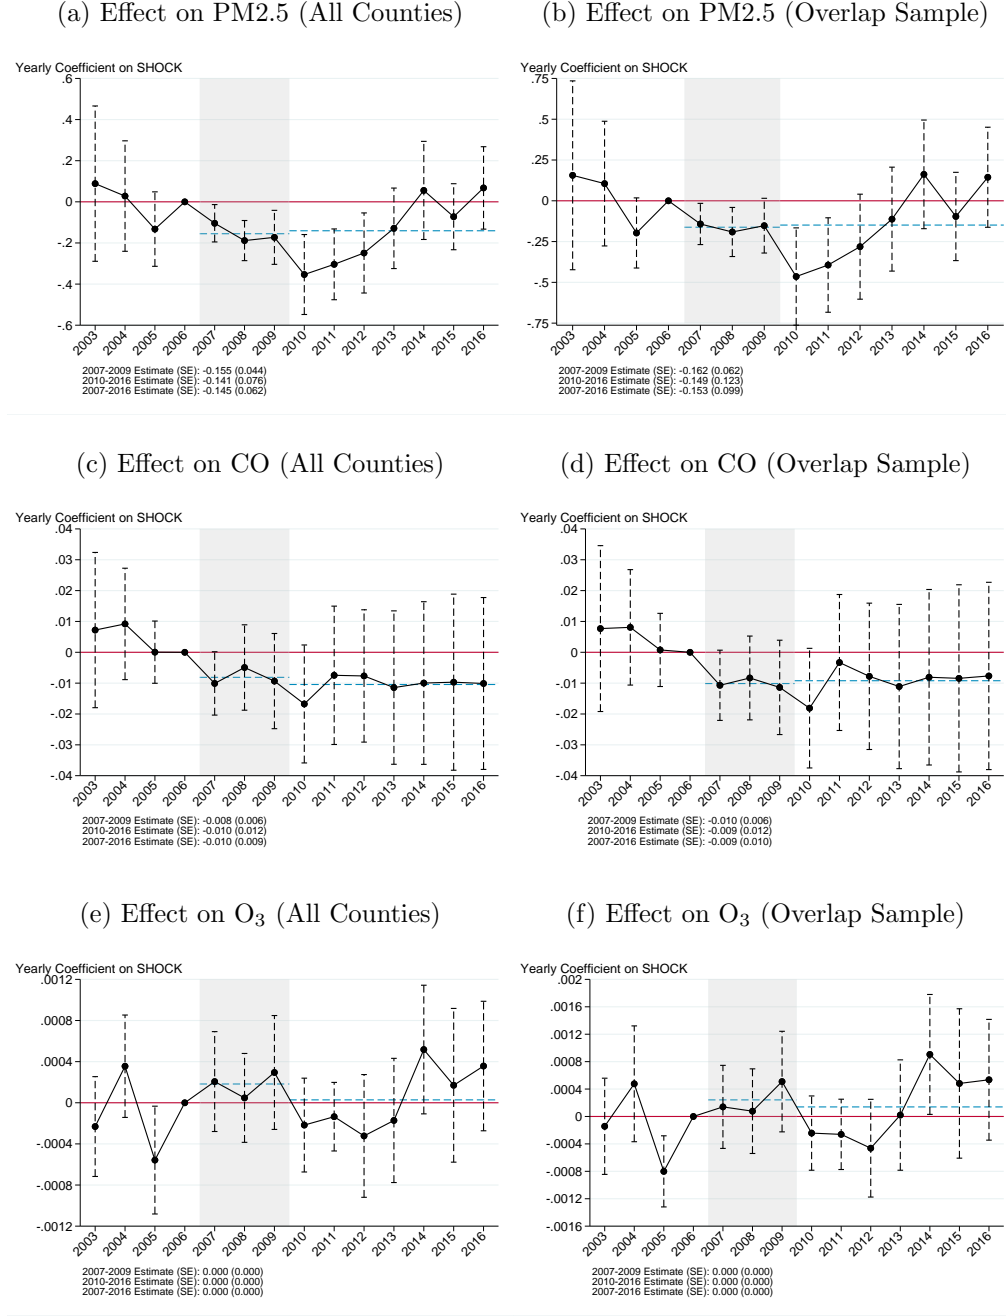 (a) Effect on PM2.5 (All Counties)
Yearly Coefficient on SHOCK
.6
.4
.2
0
-.2
-.4
-.6
2003 2004 2005 2006 2007 2008 2009 2010 2011 2012 2013 2014 2015 2016
2007-2009 Estimate (SE): -0.155 (0.044)
2010-2016 Estimate (SE): -0.141 (0.076)
2007-2016 Estimate (SE): -0.145 (0.062)
(b) Effect on PM2.5 (Overlap Sample)
Yearly Coefficient on SHOCK
.75
.5
.25
0
-.25
-.5
-.75
2003 2004 2005 2006 2007 2008 2009 2010 2011 2012 2013 2014 2015 2016
2007-2009 Estimate (SE): -0.162 (0.062)
2010-2016 Estimate (SE): -0.149 (0.123)
2007-2016 Estimate (SE): -0.153 (0.099)
(c) Effect on CO (All Counties)
Yearly Coefficient on SHOCK
.04
.03
.02
.01
0
-.01
-.02
-.03
-.04
2003 2004 2005 2006 2007 2008 2009 2010 2011 2012 2013 2014 2015 2016
2007-2009 Estimate (SE): -0.008 (0.006)
2010-2016 Estimate (SE): -0.010 (0.012)
2007-2016 Estimate (SE): -0.010 (0.009)
(d) Effect on CO (Overlap Sample)
Yearly Coefficient on SHOCK
.04
.03
.02
.01
0
-.01
-.02
-.03
-.04
2003 2004 2005 2006 2007 2008 2009 2010 2011 2012 2013 2014 2015 2016
2007-2009 Estimate (SE): -0.010 (0.006)
2010-2016 Estimate (SE): -0.009 (0.012)
2007-2016 Estimate (SE): -0.009 (0.010)
(e) Effect on O₃ (All Counties)
Yearly Coefficient on SHOCK
.0012
.0008
.0004
0
-.0004
-.0008
-.0012
2003 2004 2005 2006 2007 2008 2009 2010 2011 2012 2013 2014 2015 2016
2007-2009 Estimate (SE): 0.000 (0.000)
2010-2016 Estimate (SE): 0.000 (0.000)
2007-2016 Estimate (SE): 0.000 (0.000)
(f) Effect on O₃ (Overlap Sample)
Yearly Coefficient on SHOCK
.002
.0016
.0012
.0008
.0004
0
-.0004
-.0008
-.0012
-.0016
2003 2004 2005 2006 2007 2008 2009 2010 2011 2012 2013 2014 2015 2016
2007-2009 Estimate (SE): 0.000 (0.000)
2010-2016 Estimate (SE): 0.000 (0.000)
2007-2016 Estimate (SE): 0.000 (0.000)